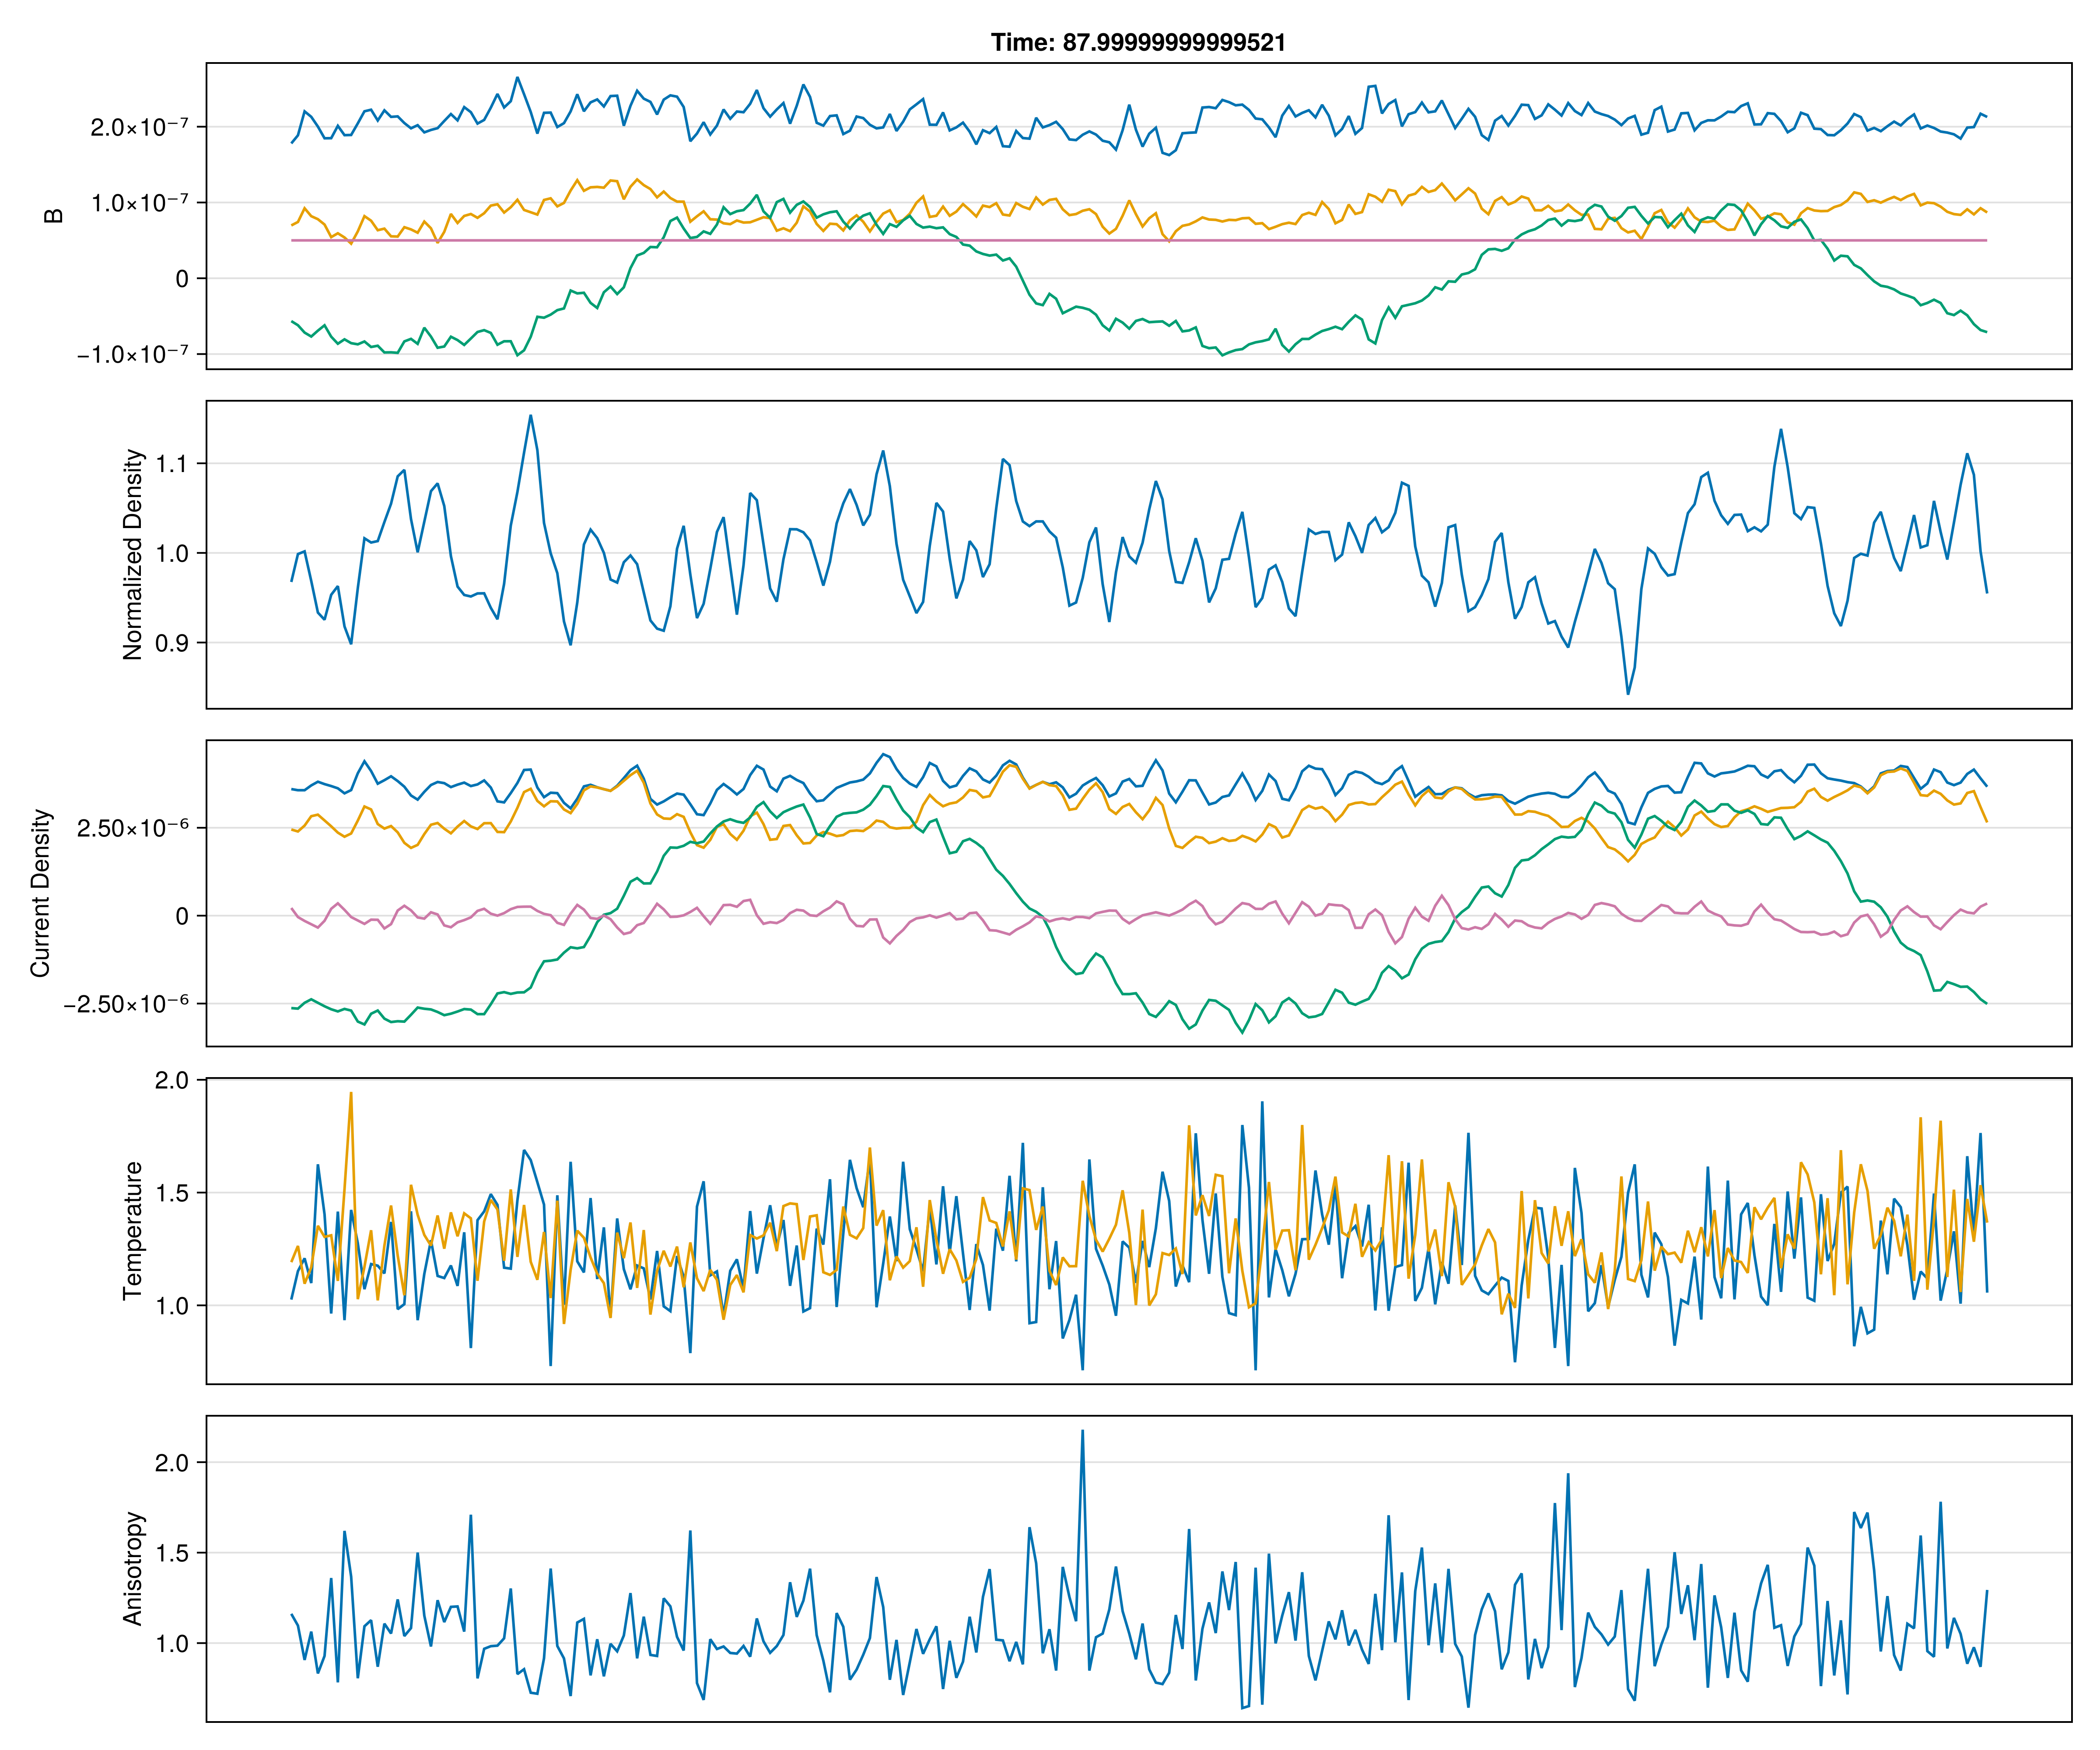 Time: 87.99999999999521
B
2.0×10⁻⁷
1.0×10⁻⁷
0
−1.0×10⁻⁷
Normalized Density
1.1
1.0
0.9
Current Density
2.50×10⁻⁶
0
−2.50×10⁻⁶
Temperature
2.0
1.5
1.0
Anisotropy
2.0
1.5
1.0